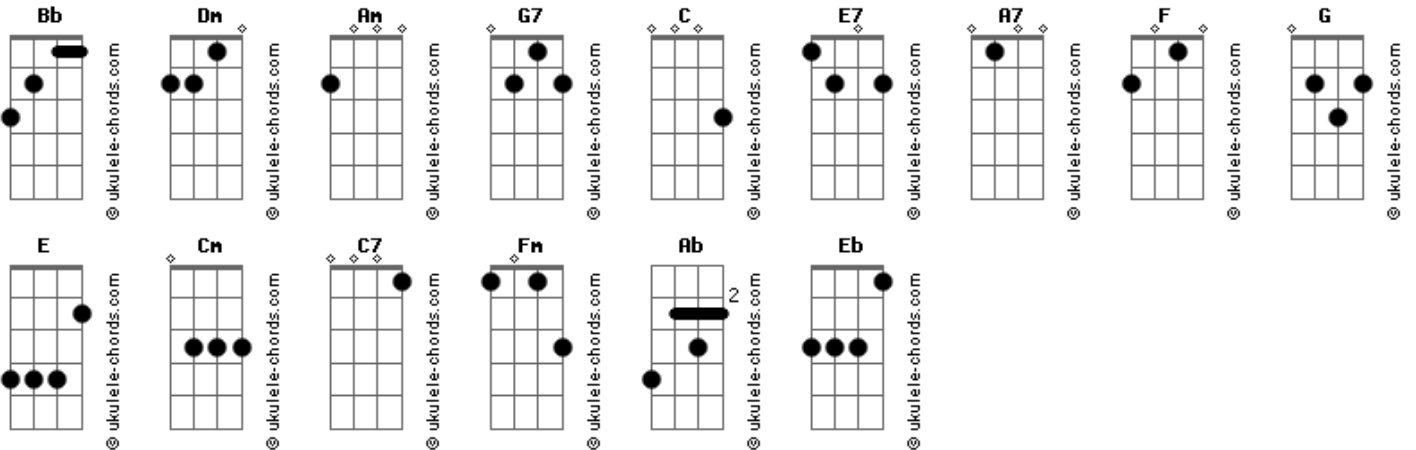 Bb Dm Am G7 C E7 A7 F G
© ukulele-chords.com © ukulele-chords.com © ukulele-chords.com © ukulele-chords.com © ukulele-chords.com © ukulele-chords.com © ukulele-chords.com © ukulele-chords.com © ukulele-chords.com
E Cm C7 Fm Ab Eb
2
© ukulele-chords.com © ukulele-chords.com © ukulele-chords.com © ukulele-chords.com © ukulele-chords.com © ukulele-chords.com